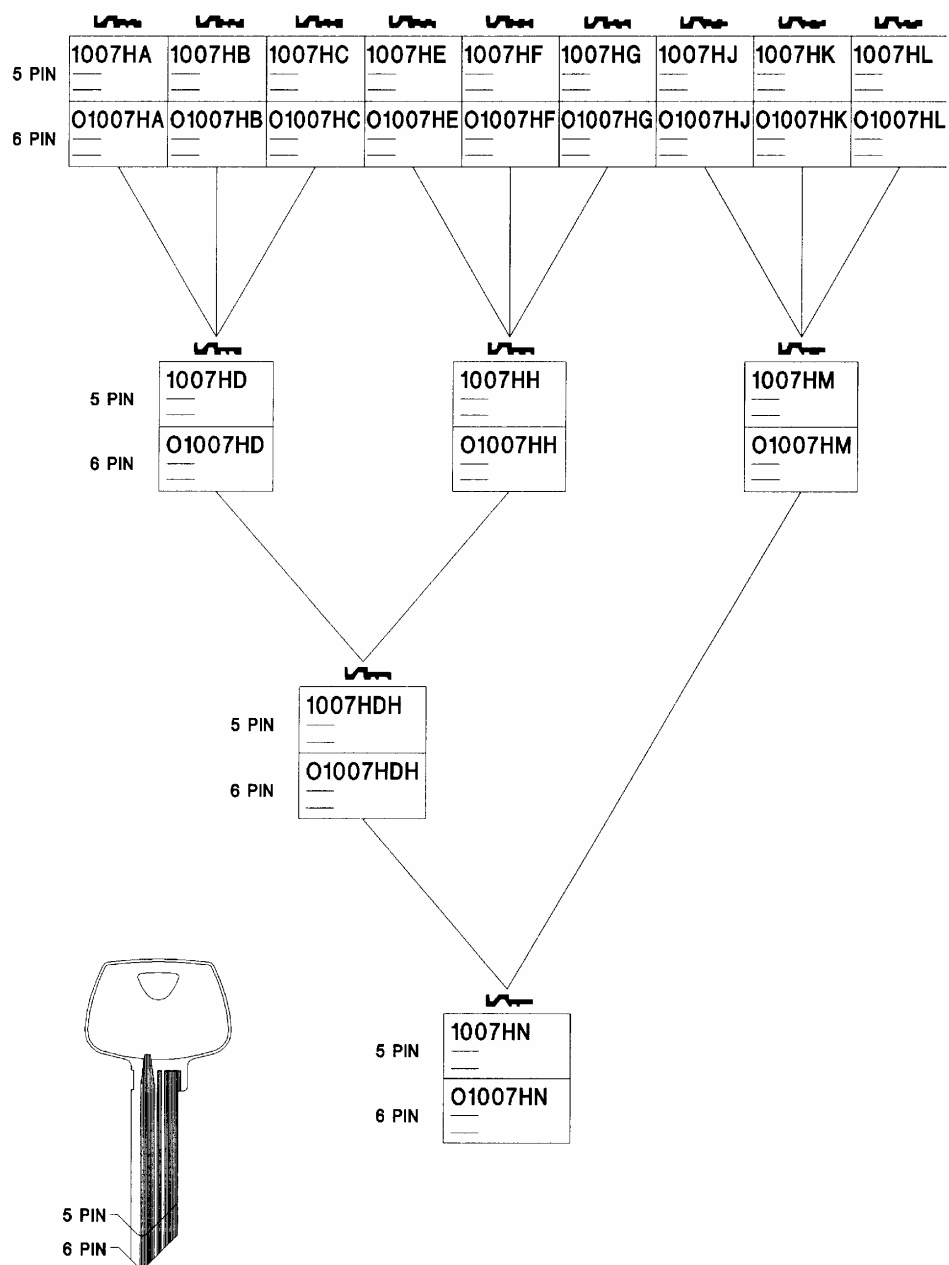 1007HA 1007HB 1007HC 1007HE 1007HF 1007HG 1007HJ 1007HK 1007HL
5 PIN
O1007HA O1007HB O1007HC O1007HE O1007HF O1007HG O1007HJ O1007HK O1007HL
6 PIN
1007HD 1007HH 1007HM
5 PIN
O1007HD O1007HH O1007HM
6 PIN
1007HDH
5 PIN
O1007HDH
6 PIN
1007HN
5 PIN
O1007HN
6 PIN
5 PIN
6 PIN